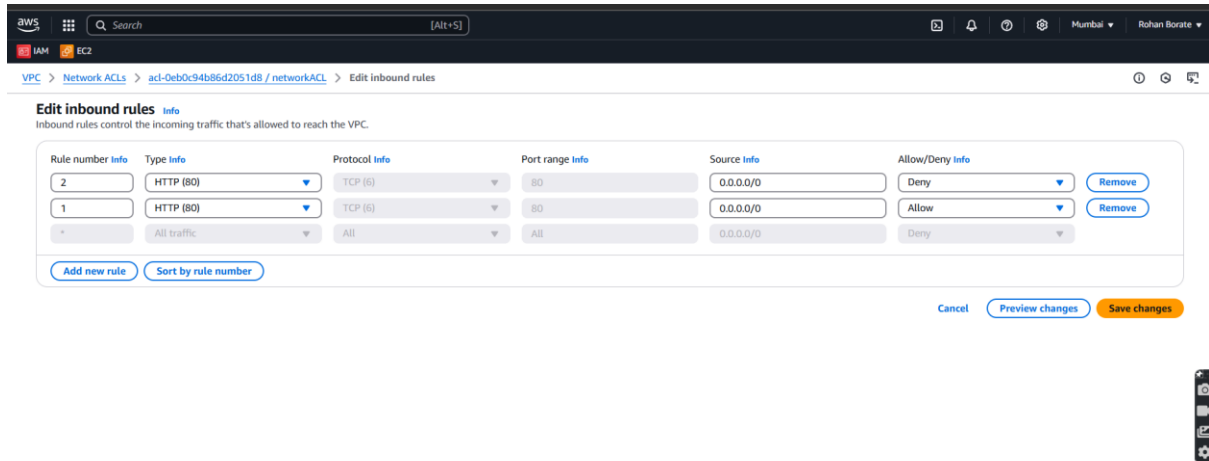 aws Search [Alt+S] Mumbai Rohan Borate
IAM EC2
VPC > Network ACLs > acl-0eb0c94b86d2051d8 / networkACL > Edit inbound rules
Edit inbound rules Info
Inbound rules control the incoming traffic that's allowed to reach the VPC.
Rule number Info Type Info Protocol Info Port range Info Source Info Allow/Deny Info
2 HTTP (80) TCP (6) 80 0.0.0.0/0 Deny Remove
1 HTTP (80) TCP (6) 80 0.0.0.0/0 Allow Remove
* All traffic All All 0.0.0.0/0 Deny
Add new rule Sort by rule number
Cancel Preview changes Save changes